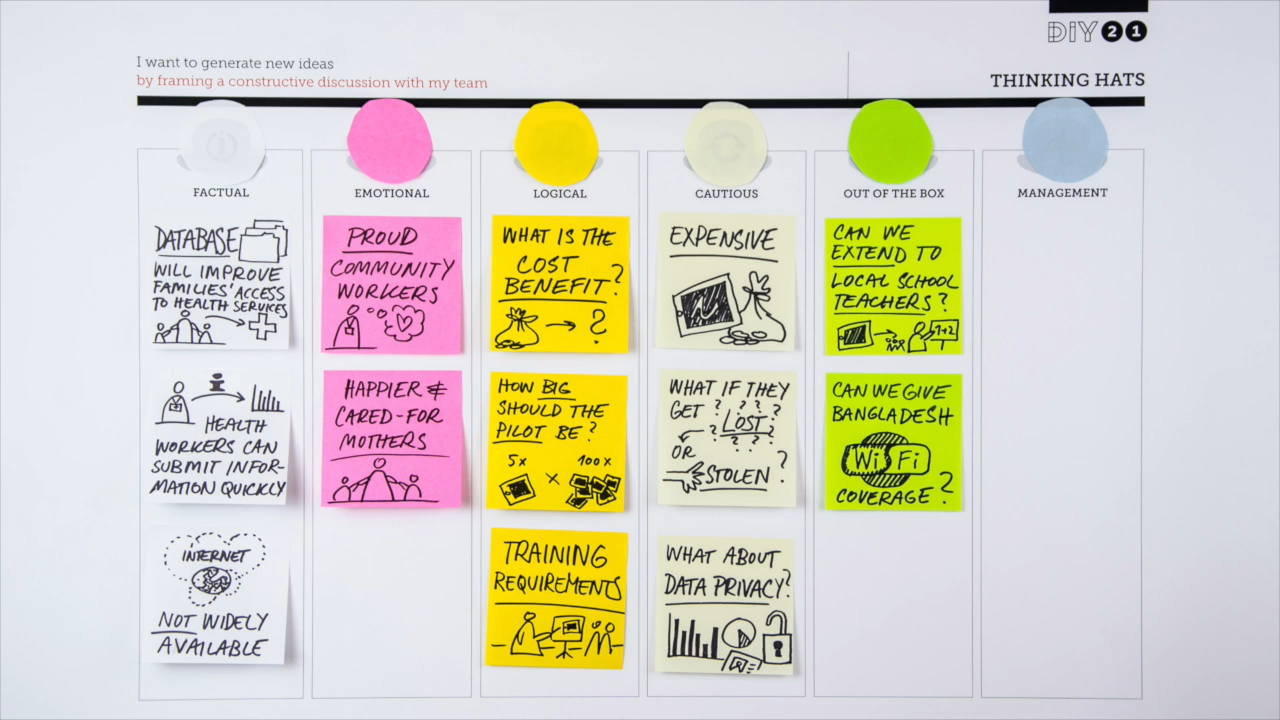 DIY 21
I want to generate new ideas
by framing a constructive discussion with my team
THINKING HATS
FACTUAL
DATABASE
WILL IMPROVE
FAMILIES' ACCESS
TO HEALTH SERVICES
i
HEALTH
WORKERS CAN
SUBMIT INFOR-
MATION QUICKLY
INTERNET
NOT WIDELY
AVAILABLE
EMOTIONAL
PROUD
COMMUNITY
WORKERS
HAPPIER &
CARED-FOR
MOTHERS
LOGICAL
WHAT IS THE
COST
BENEFIT?
?
HOW BIG
SHOULD THE
PILOT BE?
5x 100x
x
TRAINING
REQUIREMENTS
CAUTIOUS
EXPENSIVE
WHAT IF THEY
GET ? ? ? ?
? LOST ?
OR ? ? ?
STOLEN ?
WHAT ABOUT
DATA PRIVACY?
OUT OF THE BOX
CAN WE
EXTEND TO
LOCAL SCHOOL
TEACHERS?
1+2
CAN WE GIVE
BANGLADESH
Wi Fi
COVERAGE?
MANAGEMENT